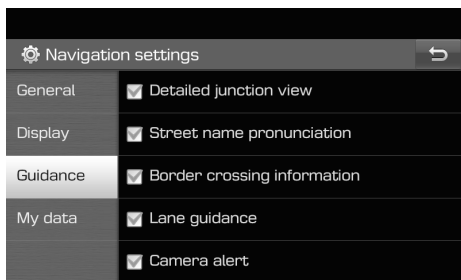 Navigation settings
General
Display
Guidance
My data
Detailed junction view
Street name pronunciation
Border crossing information
Lane guidance
Camera alert